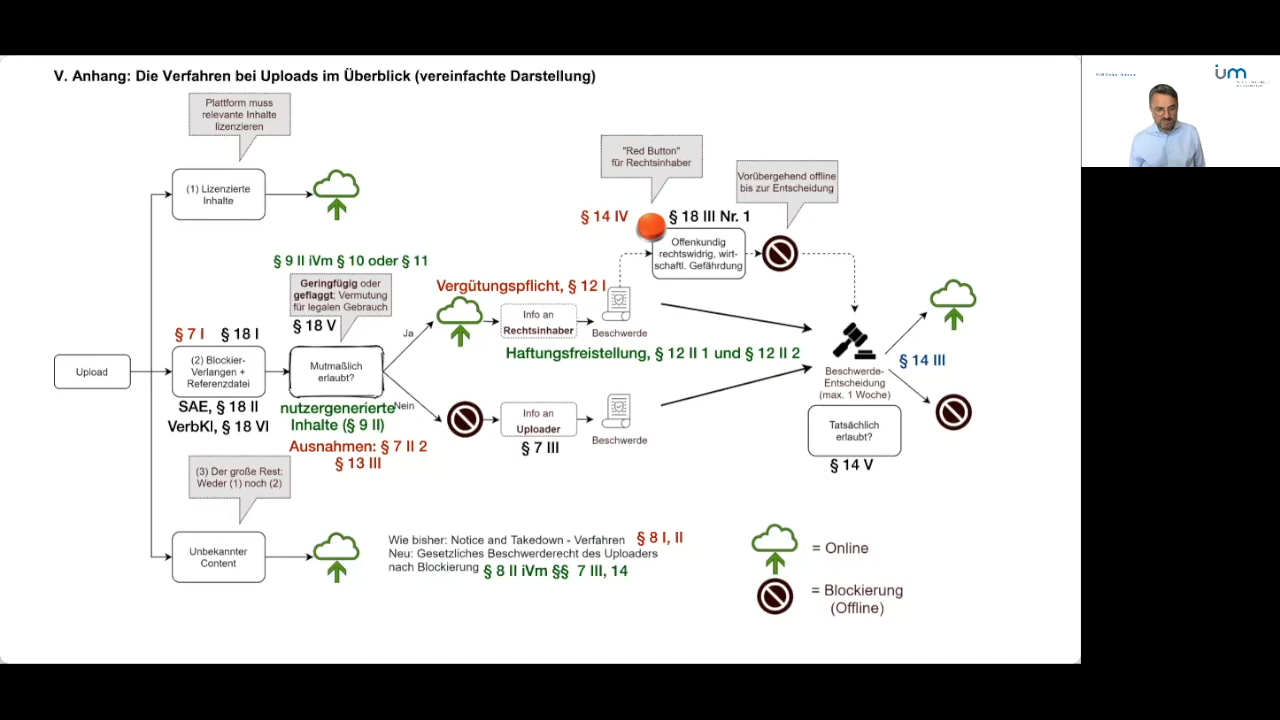 V. Anhang: Die Verfahren bei Uploads im Überblick (vereinfachte Darstellung)
Plattform muss
relevante Inhalte
lizenzieren
(1) Lizenzierte
Inhalte
"Red Button"
für Rechtsinhaber
Vorübergehend offline
bis zur Entscheidung
§ 14 IV
§ 18 III Nr. 1
Offenkundig
rechtswidrig, wirt-
schaftl. Gefährdung
§ 9 II iVm § 10 oder § 11
Geringfügig oder
geflaggt: Vermutung
für legalen Gebrauch
§ 18 V
Vergütungspflicht, § 12 I
Ja
Info an
Rechtsinhaber
Beschwerde
Haftungsfreistellung, § 12 II 1 und § 12 II 2
§ 7 I § 18 I
Upload
(2) Blockier-
Verlangen +
Referenzdatei
Mutmaßlich
erlaubt?
SAE, § 18 II
VerbKl, § 18 VI
nutzergenerierte
Inhalte (§ 9 II)
Nein
Ausnahmen: § 7 II 2
§ 13 III
Info an
Uploader
§ 7 III
Beschwerde
Beschwerde-
Entscheidung
(max. 1 Woche)
§ 14 III
Tatsächlich
erlaubt?
§ 14 V
(3) Der große Rest:
Weder (1) noch (2)
Unbekannter
Content
Wie bisher: Notice and Takedown - Verfahren § 8 I, II
Neu: Gesetzliches Beschwerderecht des Uploaders
nach Blockierung § 8 II iVm §§ 7 III, 14
= Online
= Blockierung
(Offline)
ium